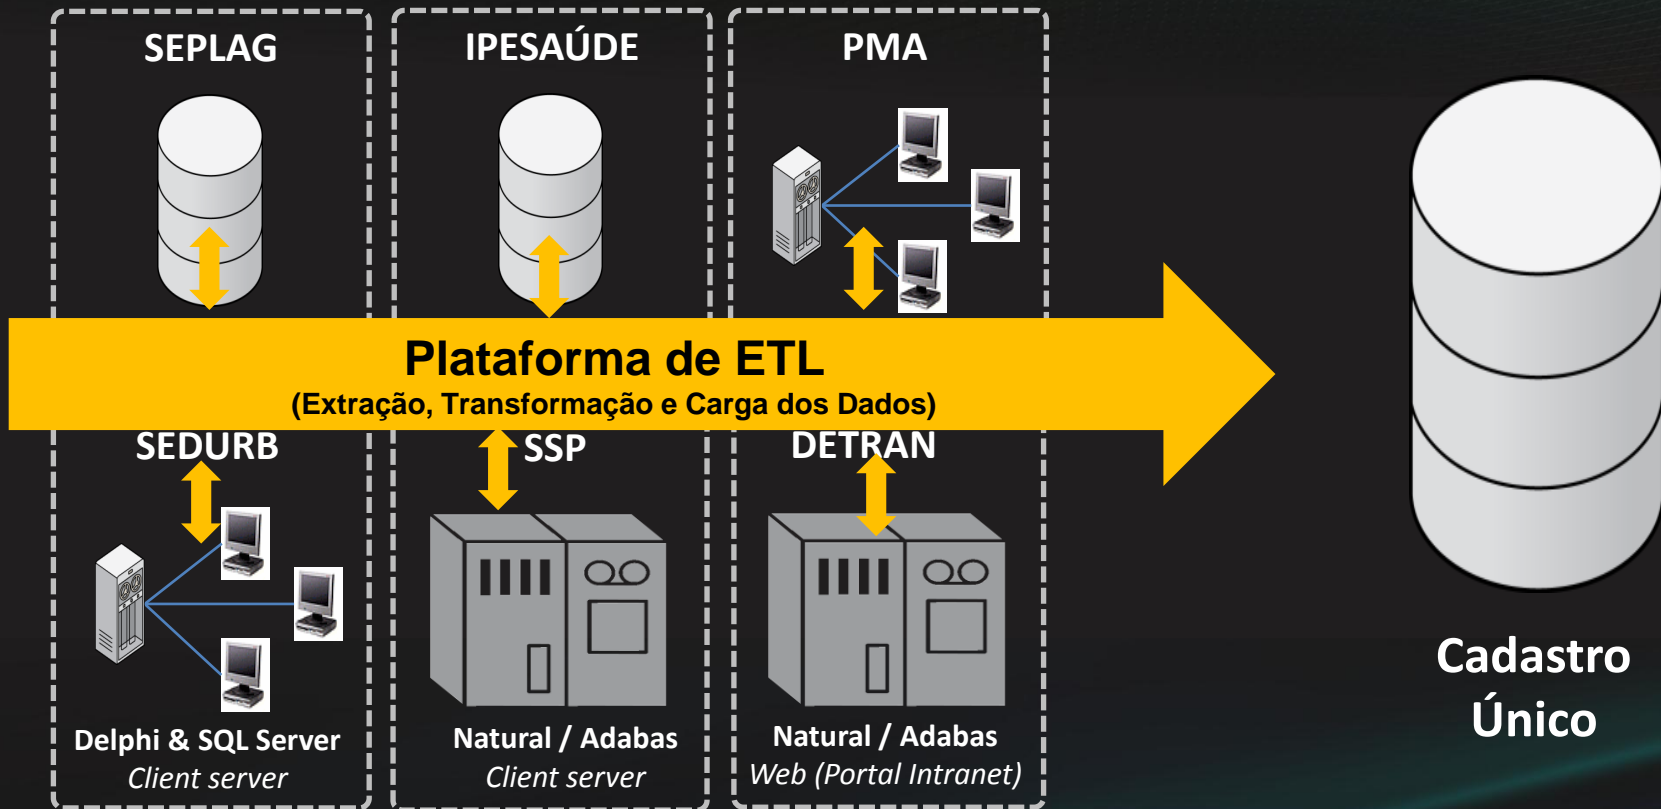 SEPLAG
IPESAÚDE
PMA
Plataforma de ETL
(Extração, Transformação e Carga dos Dados)
SEDURB
SSP
DETRAN
Delphi & SQL Server
Client server
Natural / Adabas
Client server
Natural / Adabas
Web (Portal Intranet)
Cadastro
Único